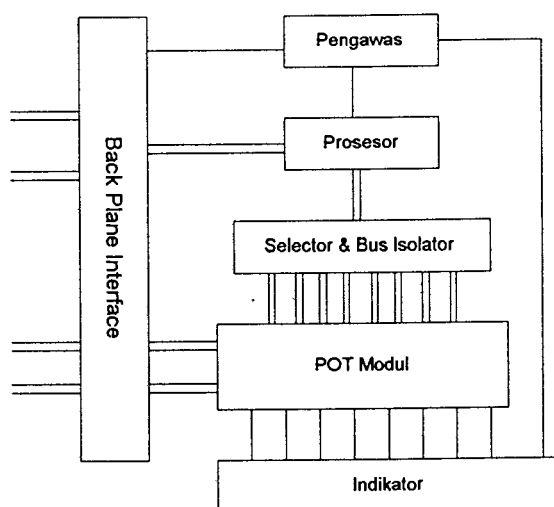 Pengawas
Back Plane Interface
Prosesor
Selector & Bus Isolator
POT Modul
Indikator